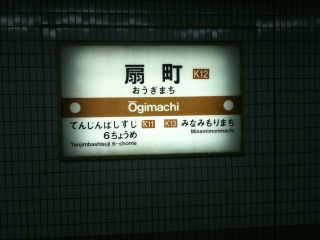 扇町 K12
おうぎまち
Ōgimachi
てんじんばしすじ K11 K13 みなみもりまち
6ちょうめ Minamimorimachi
Tenjimbashisuji 6-chome